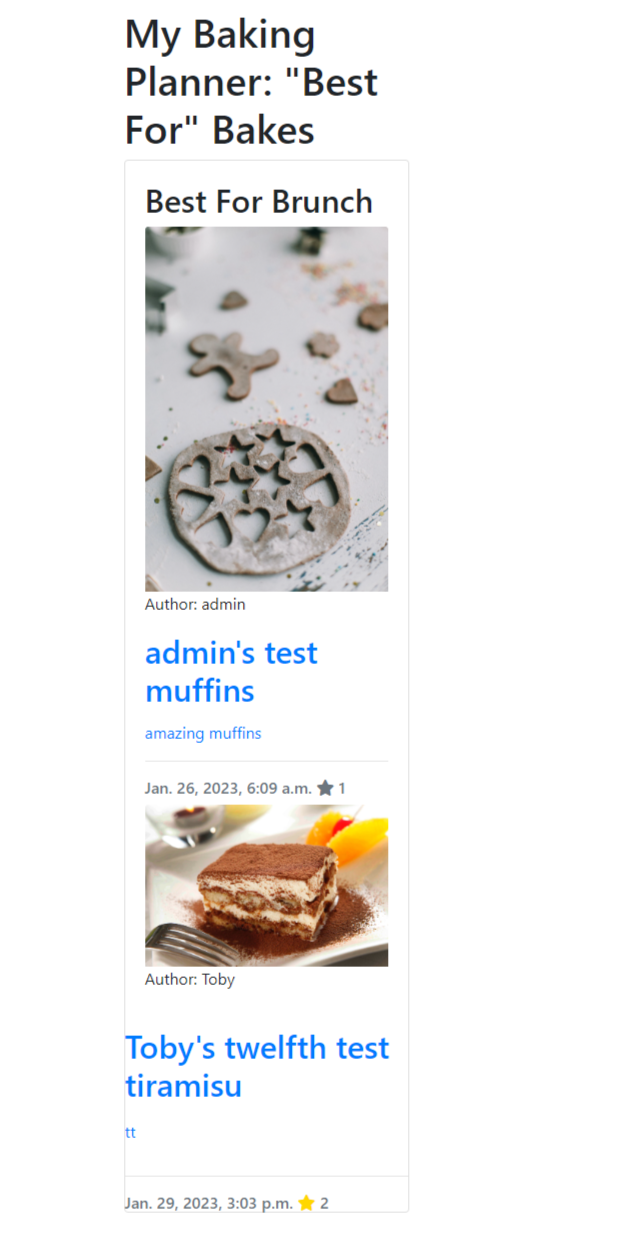 My Baking
Planner: "Best
For" Bakes
Best For Brunch
Author: admin
admin's test
muffins
amazing muffins
Jan. 26, 2023, 6:09 a.m. ★ 1
Author: Toby
Toby's twelfth test
tiramisu
tt
Jan. 29, 2023, 3:03 p.m. ★ 2